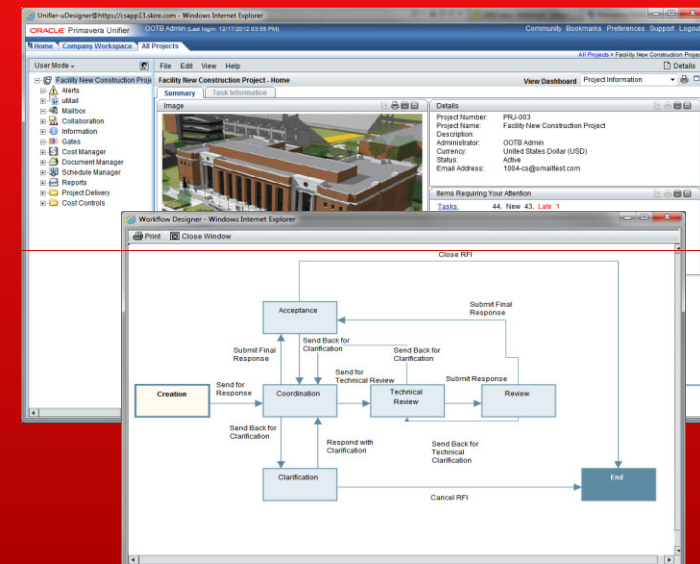 Unifier-uDesigner@https://csapp13.skire.com - Windows Internet Explorer
ORACLE Primavera Unifier OOTB Admin (Last login: 12/17/2012 03:56 PM)
Community Bookmarks Preferences Support Logout
Home Company Workspace All Projects
All Projects > Facility New Construction Project
User Mode
File Edit View Help
Details
Facility New Construction Proje
Alerts
uMail
Mailbox
Collaboration
Information
Gates
Cost Manager
Document Manager
Schedule Manager
Reports
Project Delivery
Cost Controls
Facility New Construction Project - Home
View Dashboard Project Information
Summary Task Information
Image
Details
Project Number: PRJ-003
Project Name: Facility New Construction Project
Description:
Administrator: OOTB Admin
Currency: United States Dollar (USD)
Status: Active
Email Address: 1004-cs@smailtest.com
Items Requiring Your Attention
Tasks: 44, New 43, Late 1
Workflow Designer - Windows Internet Explorer
Print Close Window
Close RFI
Acceptance
Submit Final
Response
Submit Final
Response
Send Back for
Clarification
Send Back for
Clarification
Creation
Send for
Response
Coordination
Send for
Technical Review
Technical
Review
Submit Response
Review
Send Back for
Clarification
Respond with
Clarification
Send Back for
Technical
Clarification
Clarification
Cancel RFI
End